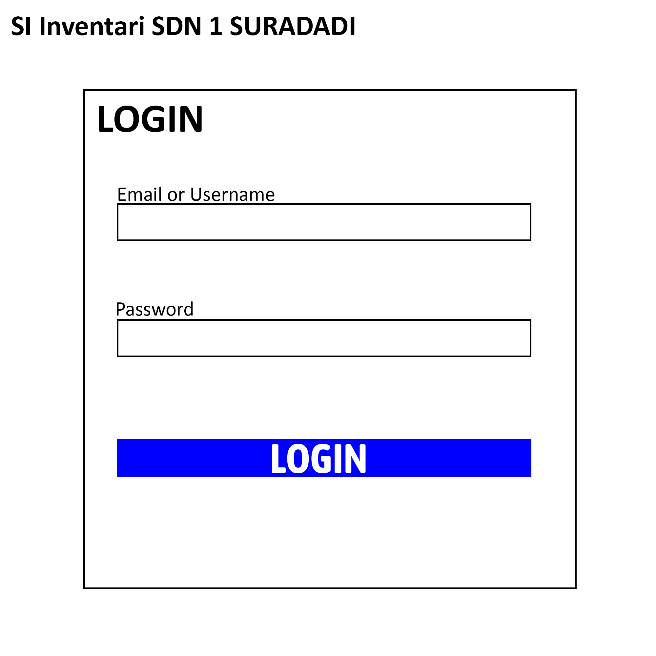 SI Inventari SDN 1 SURADADI
LOGIN
Email or Username
Password
LOGIN